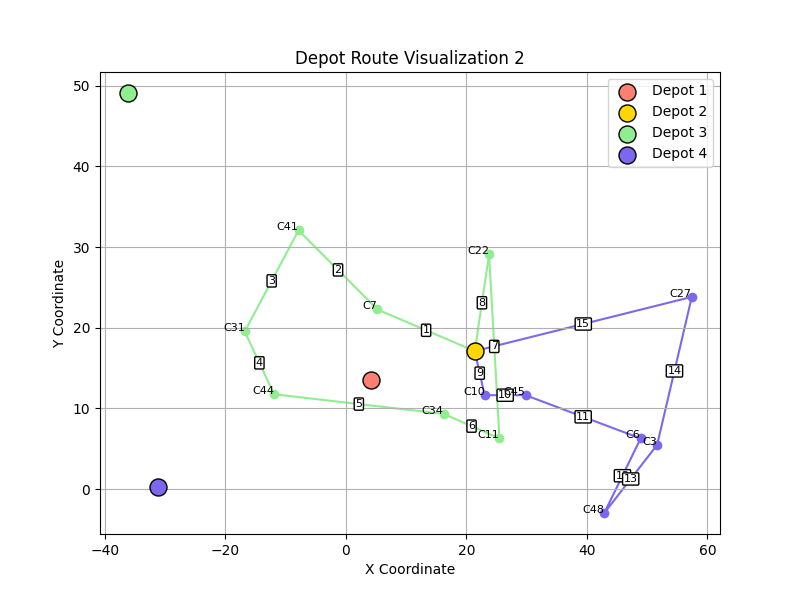 Depot Route Visualization 2
Depot 1
Depot 2
Depot 3
Depot 4
Y Coordinate
50
40
30
20
10
0
C41
C22
C27
C7
C31
C44
C34
C11
C10
C45
C6
C3
C48
1
2
3
4
5
6
7
8
9
10
11
13
14
15
−40
−20
0
20
40
60
X Coordinate